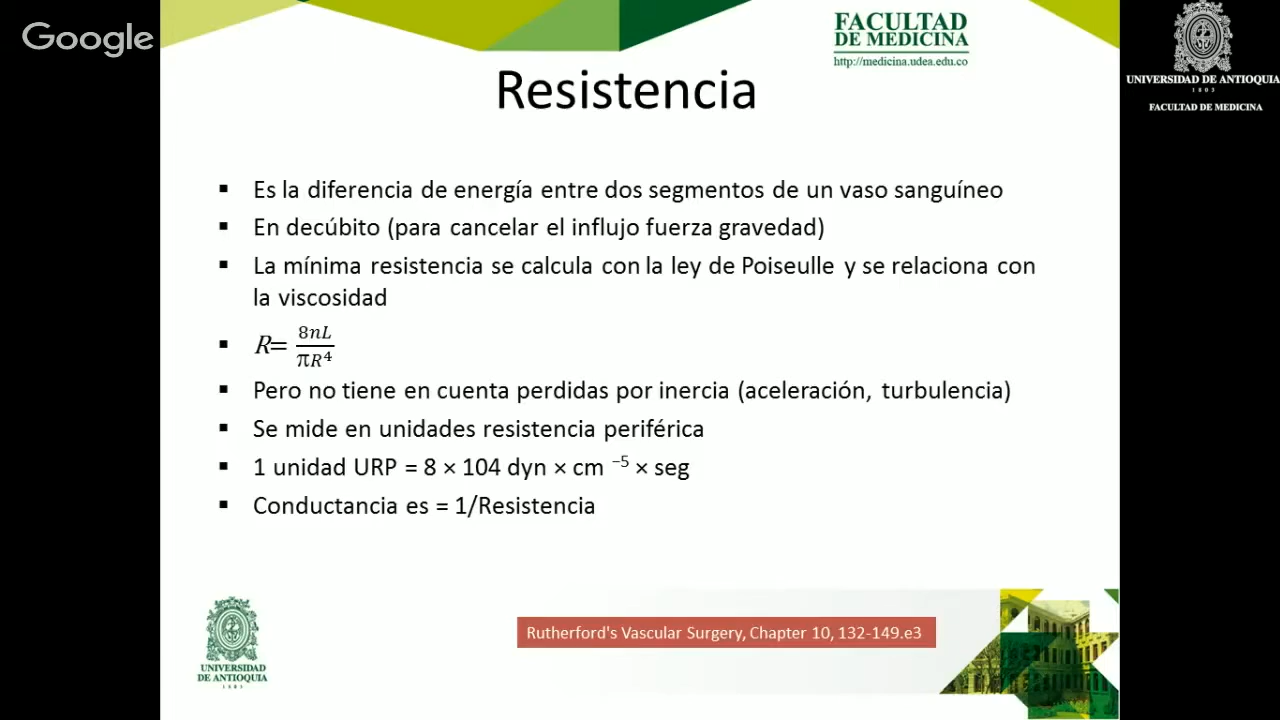 Google
FACULTAD
DE MEDICINA
http://medicina.udea.edu.co
UNIVERSIDAD DE ANTIOQUIA
1803
FACULTAD DE MEDICINA
Resistencia
▪ Es la diferencia de energía entre dos segmentos de un vaso sanguíneo
▪ En decúbito (para cancelar el influjo fuerza gravedad)
▪ La mínima resistencia se calcula con la ley de Poiseulle y se relaciona con
la viscosidad
▪ R= 8nL/πR⁴
▪ Pero no tiene en cuenta perdidas por inercia (aceleración, turbulencia)
▪ Se mide en unidades resistencia periférica
▪ 1 unidad URP = 8 × 104 dyn × cm ⁻⁵ × seg
▪ Conductancia es = 1/Resistencia
Rutherford's Vascular Surgery, Chapter 10, 132-149.e3
UNIVERSIDAD
DE ANTIOQUIA
1803